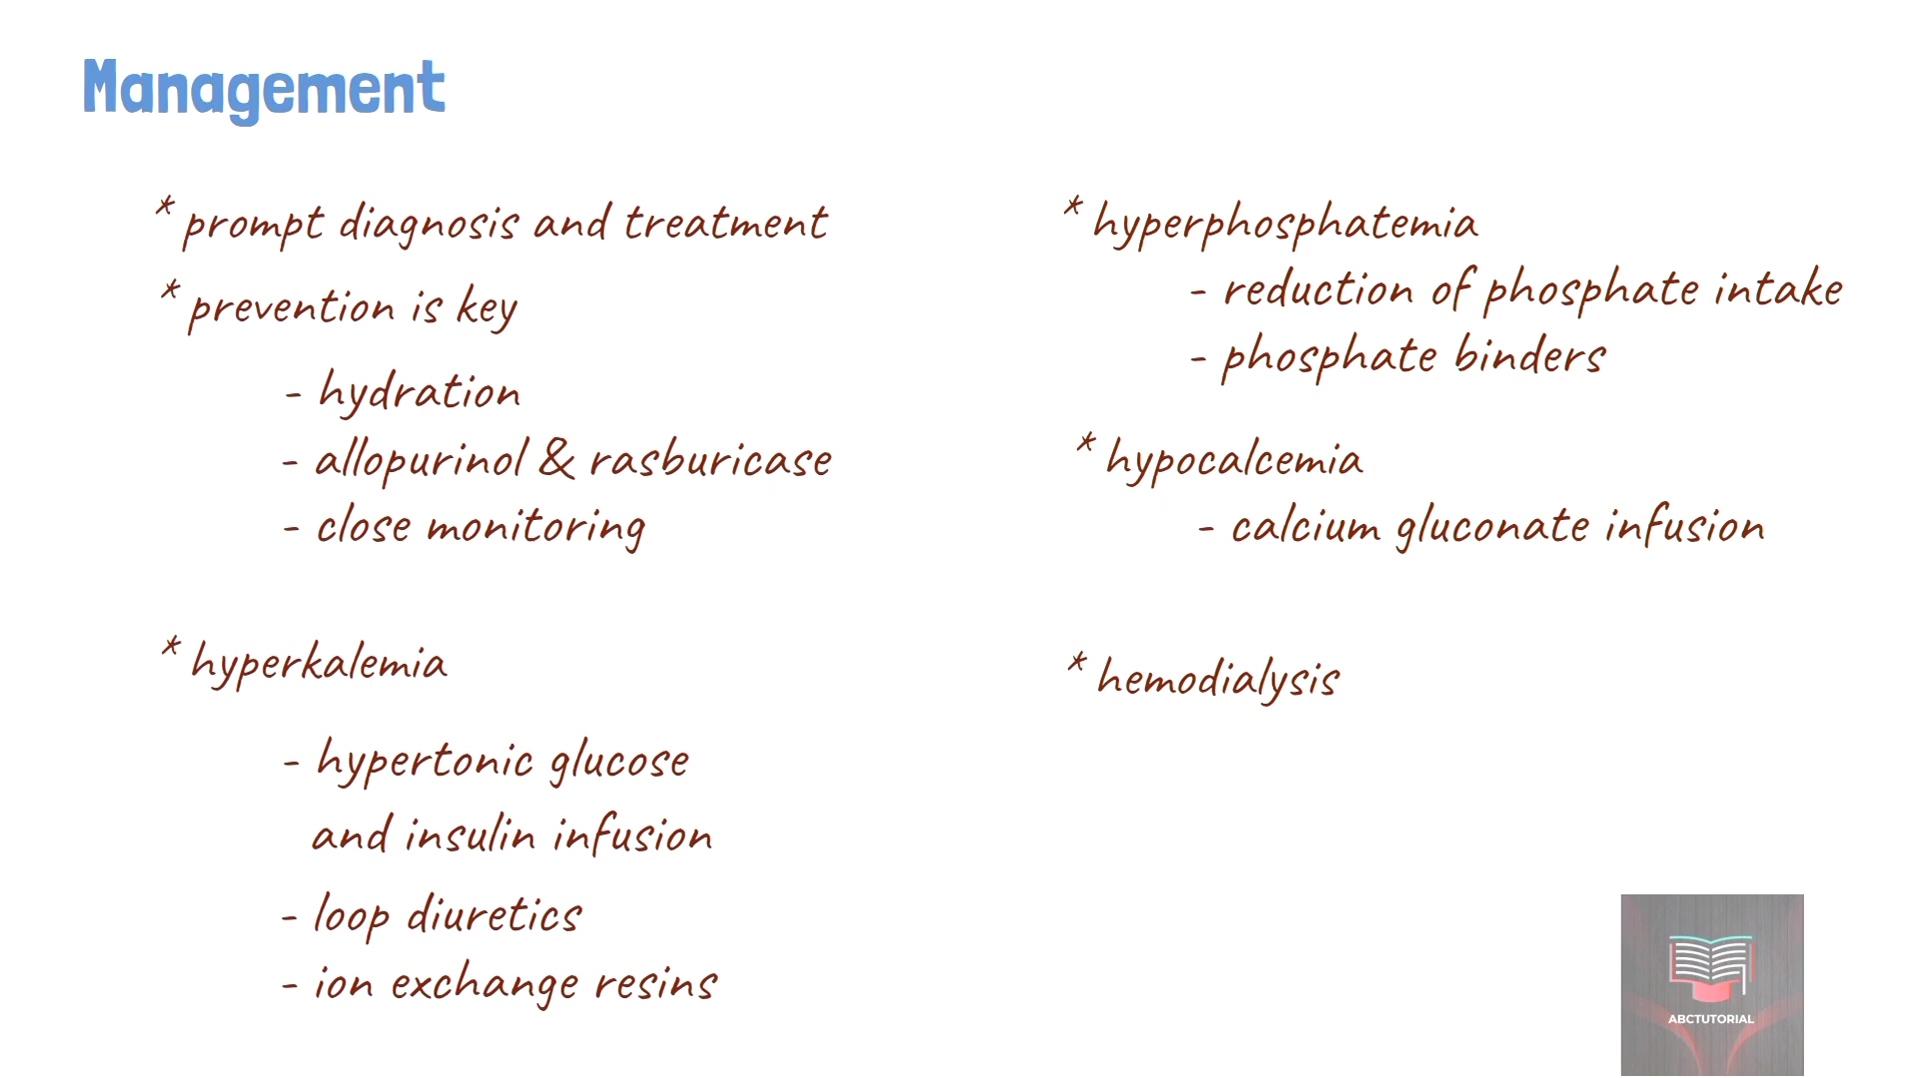 Management
* prompt diagnosis and treatment
* prevention is key
- hydration
- allopurinol & rasburicase
- close monitoring
* hyperkalemia
- hypertonic glucose
and insulin infusion
- loop diuretics
- ion exchange resins
* hyperphosphatemia
- reduction of phosphate intake
- phosphate binders
* hypocalcemia
- calcium gluconate infusion
* hemodialysis
ABCTUTORIAL